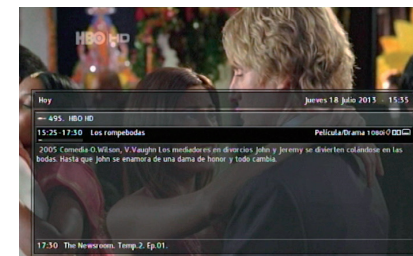 HBO HD
Hoy Jueves 18 Julio 2013 - 15:35
495. HBO HD
15:25-17:30 Los rompebodas Película/Drama 1080i
2005 Comedia-O.Wilson, V.Vaughn Los mediadores en divorcios John y Jeremy se divierten colándose en las
bodas. Hasta que John se enamora de una dama de honor y todo cambia.
17:30 The Newsroom. Temp.2. Ep.01.